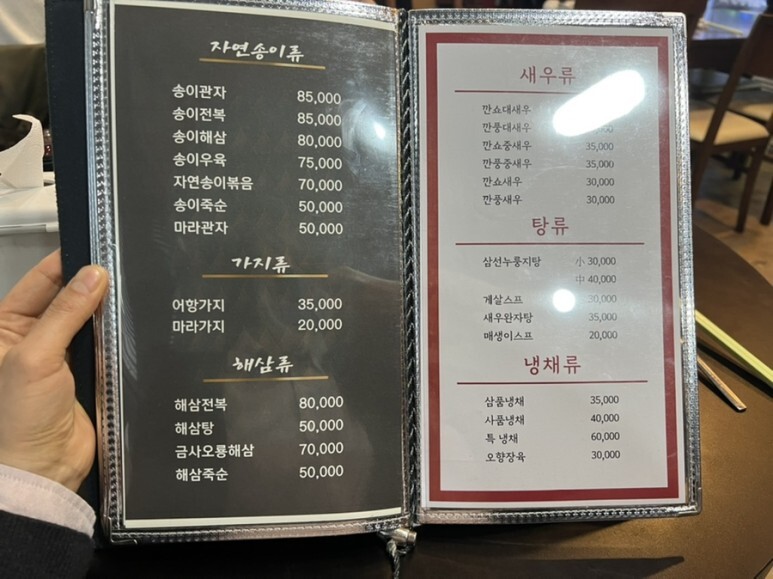 자연송이류
송이관자 85,000
송이전복 85,000
송이해삼 80,000
송이우육 75,000
자연송이볶음 70,000
송이죽순 50,000
마라관자 50,000
가지류
어항가지 35,000
마라가지 20,000
해삼류
해삼전복 80,000
해삼탕 50,000
금사오룡해삼 70,000
해삼죽순 50,000
새우류
깐쇼대새우
깐풍대새우
깐쇼중새우 35,000
깐풍중새우 35,000
깐쇼새우 30,000
깐풍새우 30,000
탕류
삼선누룽지탕 小 30,000
中 40,000
게살스프 30,000
새우완자탕 35,000
매생이스프 20,000
냉채류
삼품냉채 35,000
사품냉채 40,000
특 냉채 60,000
오향장육 30,000